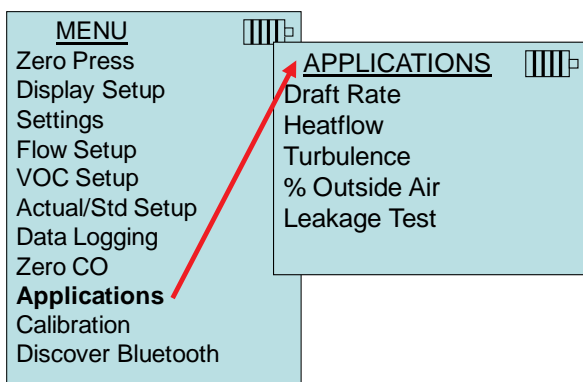 MENU
Zero Press
Display Setup
Settings
Flow Setup
VOC Setup
Actual/Std Setup
Data Logging
Zero CO
Applications
Calibration
Discover Bluetooth
APPLICATIONS
Draft Rate
Heatflow
Turbulence
% Outside Air
Leakage Test